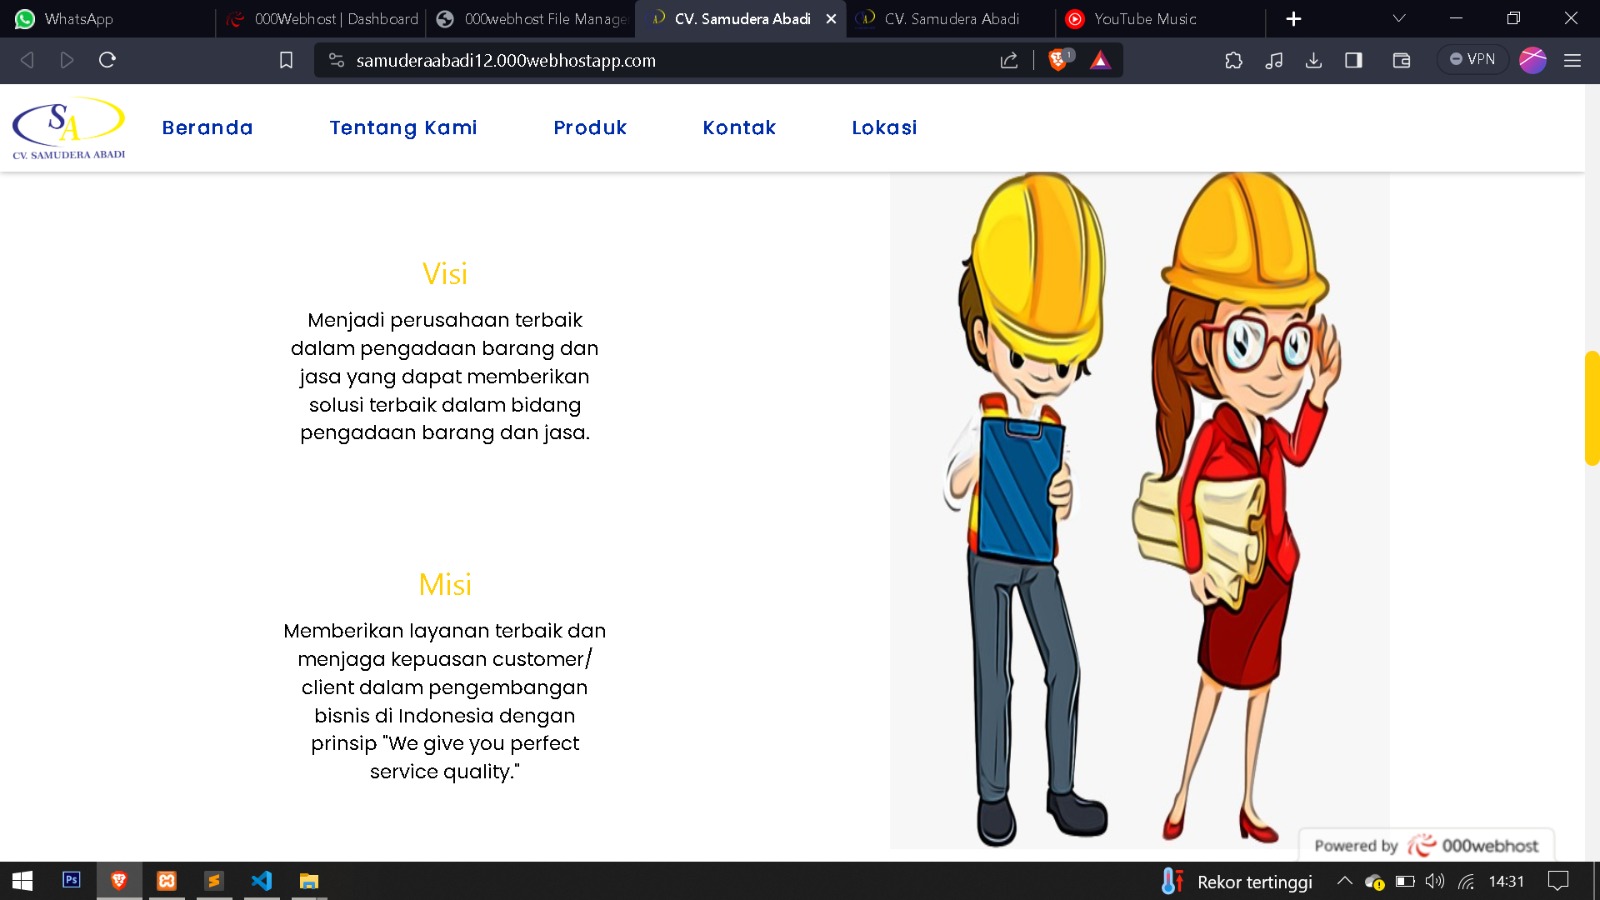 WhatsApp
000Webhost | Dashboard
000webhost File Manage
CV. Samudera Abadi
CV. Samudera Abadi
YouTube Music
samuderaabadi12.000webhostapp.com
1
VPN
SA
CV. SAMUDERA ABADI
Beranda
Tentang Kami
Produk
Kontak
Lokasi
Visi
Menjadi perusahaan terbaik
dalam pengadaan barang dan
jasa yang dapat memberikan
solusi terbaik dalam bidang
pengadaan barang dan jasa.
Misi
Memberikan layanan terbaik dan
menjaga kepuasan customer/
client dalam pengembangan
bisnis di Indonesia dengan
prinsip "We give you perfect
service quality."
Powered by 000webhost
Ps
Rekor tertinggi
14:31